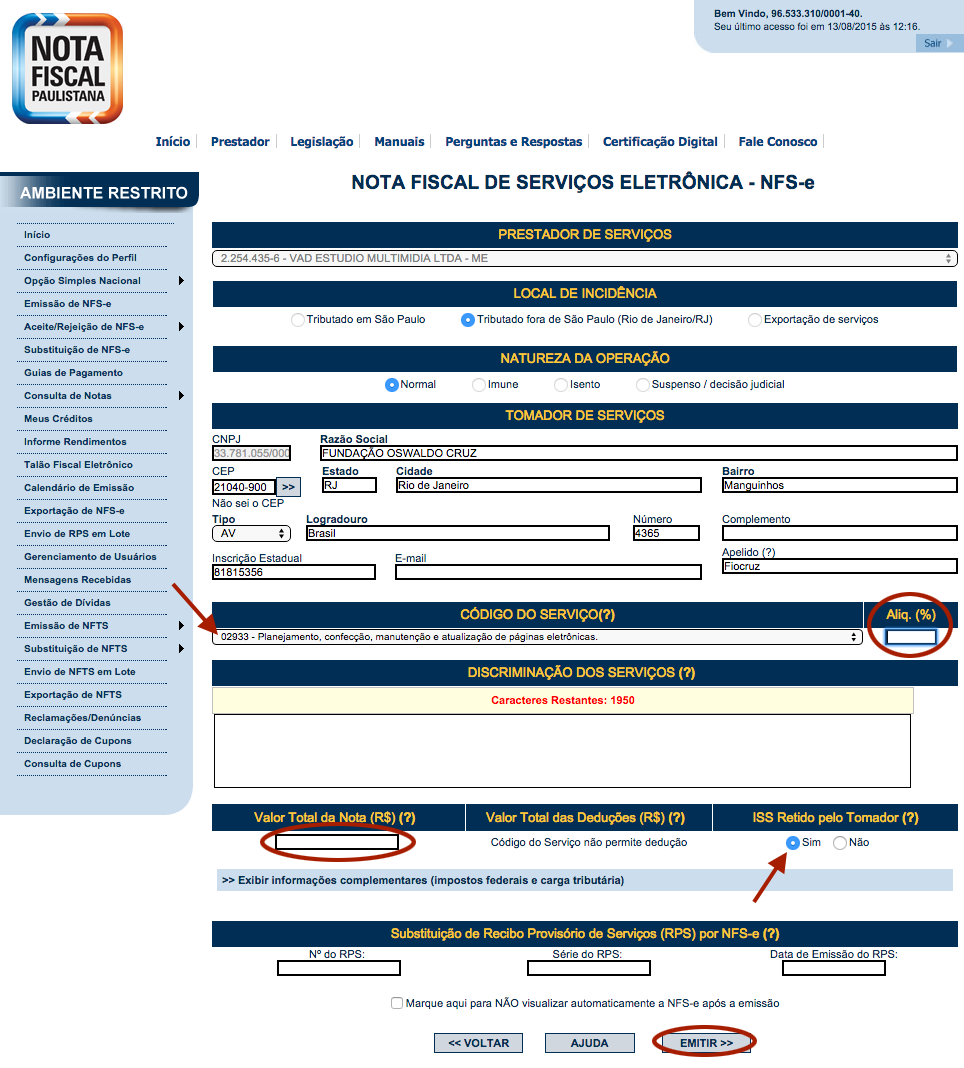 Bem Vindo, 96.533.310/0001-40.
Seu último acesso foi em 13/08/2015 às 12:16.
Sair
NOTA
FISCAL
PAULISTANA
Início Prestador Legislação Manuais Perguntas e Respostas Certificação Digital Fale Conosco
AMBIENTE RESTRITO
Início
Configurações do Perfil
Opção Simples Nacional
Emissão de NFS-e
Aceite/Rejeição de NFS-e
Substituição de NFS-e
Guias de Pagamento
Consulta de Notas
Meus Créditos
Informe Rendimentos
Talão Fiscal Eletrônico
Calendário de Emissão
Exportação de NFS-e
Envio de RPS em Lote
Gerenciamento de Usuários
Mensagens Recebidas
Gestão de Dívidas
Emissão de NFTS
Substituição de NFTS
Envio de NFTS em Lote
Exportação de NFTS
Reclamações/Denúncias
Declaração de Cupons
Consulta de Cupons
NOTA FISCAL DE SERVIÇOS ELETRÔNICA - NFS-e
PRESTADOR DE SERVIÇOS
2.254.435-6 - VAD ESTUDIO MULTIMIDIA LTDA - ME
LOCAL DE INCIDÊNCIA
Tributado em São Paulo Tributado fora de São Paulo (Rio de Janeiro/RJ) Exportação de serviços
NATUREZA DA OPERAÇÃO
Normal Imune Isento Suspenso / decisão judicial
TOMADOR DE SERVIÇOS
CNPJ Razão Social
33.781.055/000 FUNDAÇÃO OSWALDO CRUZ
CEP Estado Cidade Bairro
21040-900 >> RJ Rio de Janeiro Manguinhos
Não sei o CEP
Tipo Logradouro Número Complemento
AV Brasil 4365
Inscrição Estadual E-mail Apelido (?)
81815356 Fiocruz
CÓDIGO DO SERVIÇO(?) Aliq. (%)
02933 - Planejamento, confecção, manutenção e atualização de páginas eletrônicas.
DISCRIMINAÇÃO DOS SERVIÇOS (?)
Caracteres Restantes: 1950
Valor Total da Nota (R$) (?) Valor Total das Deduções (R$) (?) ISS Retido pelo Tomador (?)
Código do Serviço não permite dedução Sim Não
>> Exibir informações complementares (impostos federais e carga tributária)
Substituição de Recibo Provisório de Serviços (RPS) por NFS-e (?)
Nº do RPS: Série do RPS: Data de Emissão do RPS:
Marque aqui para NÃO visualizar automaticamente a NFS-e após a emissão
<< VOLTAR AJUDA EMITIR >>